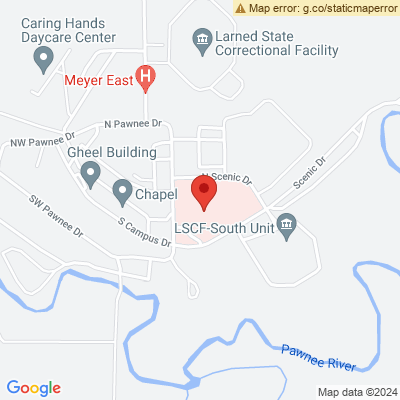 Map error: g.co/staticmaperror
Caring Hands
Daycare Center
Larned State
Correctional Facility
Meyer East
H
N Pawnee Dr
NW Pawnee Dr
Gheel Building
N Scenic Dr
Scenic Dr
Chapel
SW Pawnee Dr
S Campus Dr
LSCF-South Unit
Pawnee River
Google
Map data ©2024